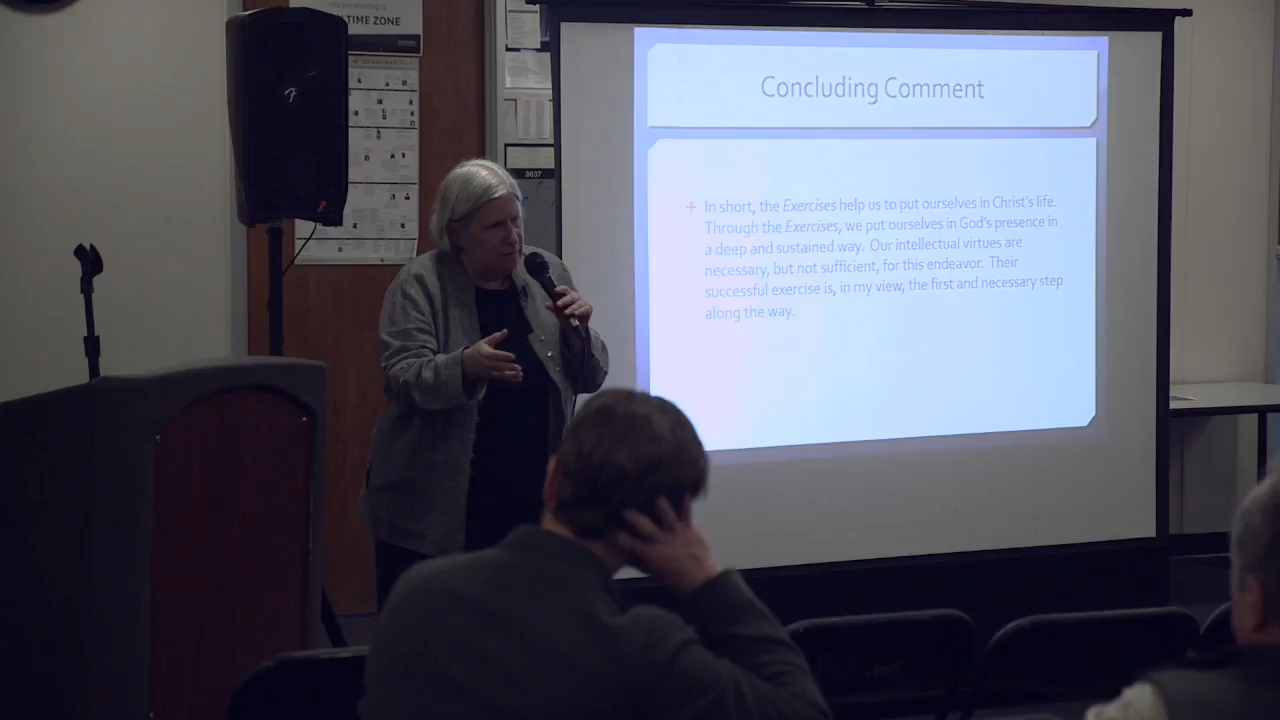 TIME ZONE
3637
Concluding Comment
In short, the Exercises help us to put ourselves in Christ's life.
Through the Exercises, we put ourselves in God's presence in
a deep and sustained way. Our intellectual virtues are
necessary, but not sufficient, for this endeavor. Their
successful exercise is, in my view, the first and necessary step
along the way.